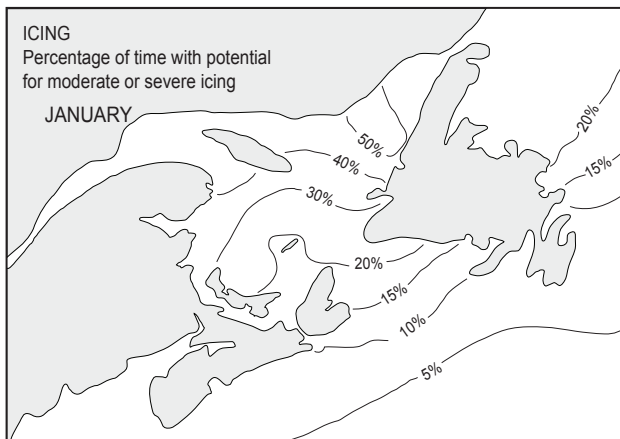 ICING
Percentage of time with potential
for moderate or severe icing
JANUARY
20%
50%
40%
15%
30%
20%
15%
10%
5%